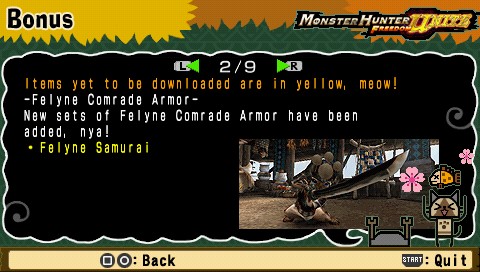 Bonus
MONSTER HUNTER
FREEDOM UNITE
L 2/9 R
Items yet to be downloaded are in yellow, meow!
-Felyne Comrade Armor-
New sets of Felyne Comrade Armor have been
added, nya!
・Felyne Samurai
: Back
START: Quit